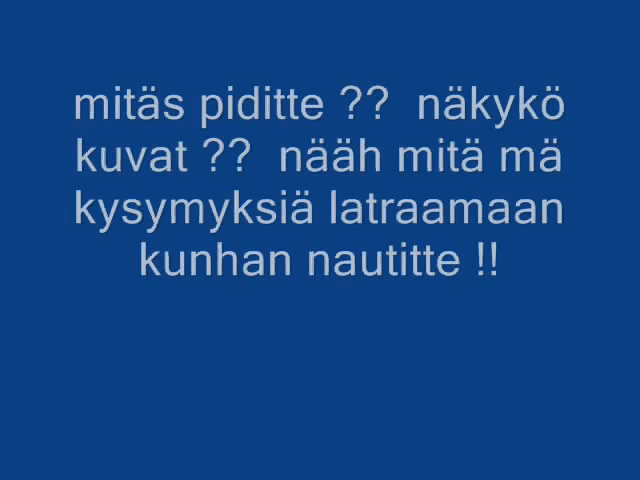 mitäs piditte ??  näkykö
kuvat ??  nääh mitä mä
kysymyksiä latraamaan
kunhan nautitte !!